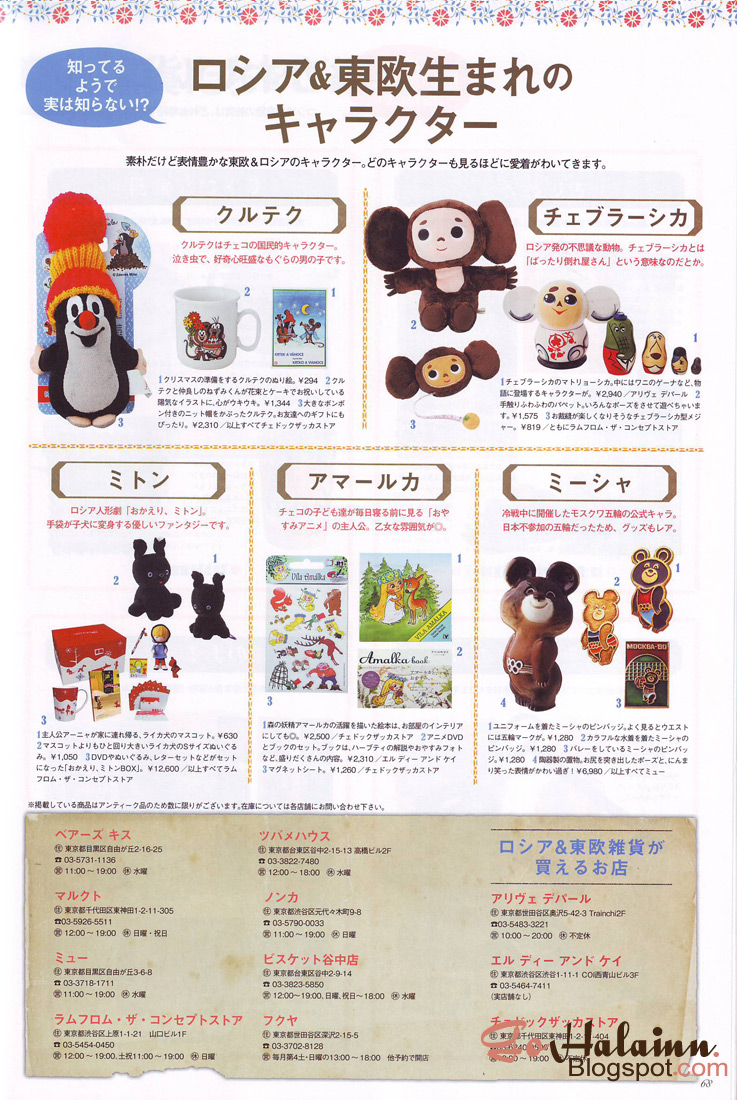 知ってる
ようで
実は知らない!?
ロシア&東欧生まれの
キャラクター
素朴だけど表情豊かな東欧&ロシアのキャラクター。どのキャラクターも見るほどに愛着がわいてきます。
クルテク
クルテクはチェコの国民的キャラクター。
泣き虫で、好奇心旺盛なもぐらの男の子です。
2
1
3
1クリスマスの準備をするクルテクのぬり絵。¥294 2クル
テクと仲良しのねずみくんが花束とケーキでお祝いしている
陽気なイラストに、心がウキウキ。¥1,344 3大きなボンボ
ン付きのニット帽をかぶったクルテク。お友達へのギフトにも
ぴったり。¥2,310/以上すべてチェドックザッカストア
チェブラーシカ
ロシア発の不思議な動物。チェブラーシカとは
「ばったり倒れ屋さん」という意味なのだとか。
2
1
3
1チェブラーシカのマトリョーシカ。中にはワニのゲーナなど、物
語に登場するキャラクターが。¥2,940/アリヴェ デパール 2
手触りふわふわのパペット。いろんなポーズをさせて遊べちゃいま
す。¥1,575 3お裁縫が楽しくなりそうなチェブラーシカ型メジ
ャー。¥819/ともにラムフロム・ザ・コンセプトストア
ミトン
ロシア人形劇「おかえり、ミトン」。
手袋が子犬に変身する優しいファンタジーです。
1
2
3
1主人公アーニャが家に連れ帰る、ライカ犬のマスコット。¥630
2マスコットよりもひと回り大きいライカ犬のSサイズぬいぐる
み。¥1,050 3DVDやぬいぐるみ、レターセットなどがセット
になった「おかえり、ミトンBOX」。¥12,600/以上すべてラム
フロム・ザ・コンセプトストア
アマールカ
チェコの子ども達が毎日寝る前に見る「おや
すみアニメ」の主人公。乙女な雰囲気が◎。
Víla Amálka
1
VÍLA AMÁLKA
Amalka book
2
3
1森の妖精アマールカの活躍を描いた絵本は、お部屋のインテリア
にしても◎。¥2,500/チェドックザッカストア 2アニメDVD
とブックのセット。ブックは、ハーブティの解説やおやすみフォト
など、盛りだくさんの内容。¥2,310/エル ディー アンド ケイ
3マグネットシート。¥1,260/チェドックザッカストア
ミーシャ
冷戦中に開催したモスクワ五輪の公式キャラ。
日本不参加の五輪だったため、グッズもレア。
1
2
МОСКВА '80
3
4
1ユニフォームを着たミーシャのピンバッジ。よく見るとウエスト
には五輪マークが。¥1,280 2カラフルな水着を着たミーシャの
ピンバッジ。¥1,280 3バレーをしているミーシャのピンバッ
ジ。¥1,280 4陶器製の置物。お尻を突き出したポーズと、にんま
り笑った表情がかわい過ぎ!¥6,980/以上すべてミュー
※掲載している商品はアンティーク品のため数に限りがございます。在庫については各店舗にお問い合わせ下さい。
ベアーズ キス
㊟ 東京都目黒区自由が丘2-16-25
☎ 03-5731-1136
㊡ 11:00~19:00 ㊡ 水曜
マルクト
東京都千代田区東神田1-2-11-305
☎03-5926-5511
12:00~19:00 ㊡ 日曜・祝日
ミュー
東京都目黒区自由が丘3-6-8
☎ 03-3718-1711
11:00~19:00 ㊡ 水曜
ラムフロム・ザ・コンセプトストア
東京都渋谷区上原1-1-21 山口ビル1F
☎ 03-5454-0450
12:00~19:00、土祝11:00~19:00 ㊡ 日曜
ツバメハウス
東京都台東区谷中2-15-13 高橋ビル2F
☎ 03-3822-7480
12:00~18:00 ㊡ 水曜
ノンカ
東京都渋谷区元代々木町9-8
☎ 03-5790-0033
11:00~19:00 ㊡ 日曜
ビスケット谷中店
東京都台東区谷中2-9-14
☎ 03-3823-5850
12:00~19:00、日曜、祝日~18:00 ㊡ 水曜
フクヤ
東京都世田谷区深沢2-15-5
☎ 03-3702-8128
毎月第4土・日曜の13:00~18:00 他予約で開店
ロシア&東欧雑貨が
買えるお店
アリヴェ デパール
東京都世田谷区奥沢5-42-3 Trainchi2F
☎03-5483-3221
10:00~20:00 ㊡ 不定休
エル ディー アンド ケイ
東京都渋谷区渋谷1-1-11 COI西青山ビル3F
☎ 03-5464-7411
(実店舗なし)
チェドックザッカストア
東京都千代田区東神田1-2-11-404
~19:00 不定休
Halainn.
Blogspot.com
68